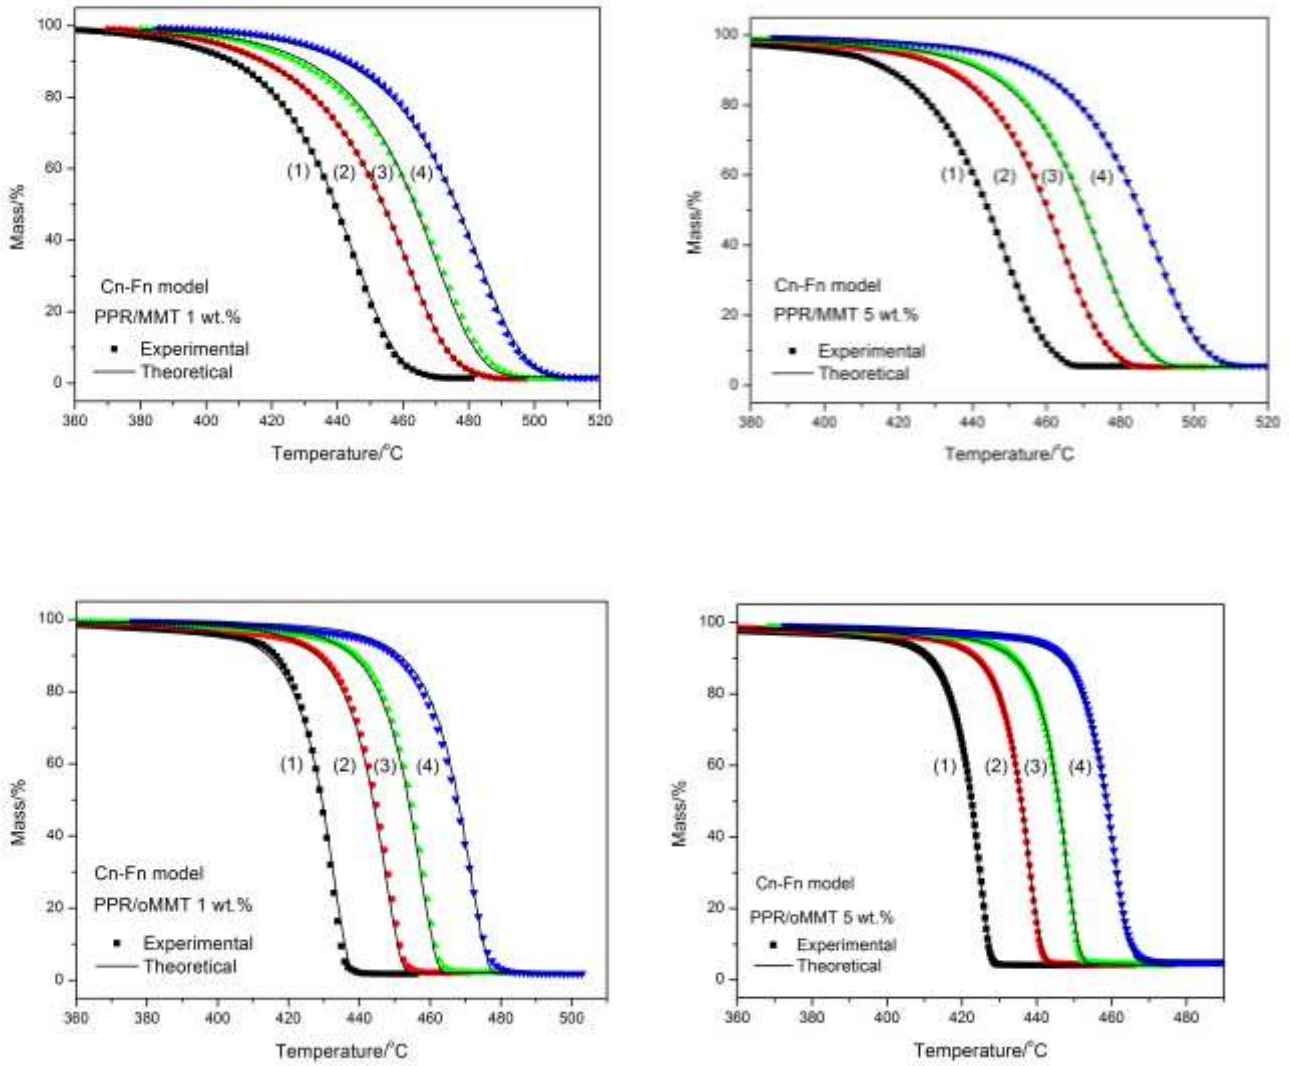 100
80
60
40
20
0
Mass/%
(1) (2) (3) (4)
Cn-Fn model
PPR/MMT 1 wt.%
Experimental
Theoretical
360 380 400 420 440 460 480 500 520
Temperature/°C
100
80
60
40
20
0
Mass/%
(1) (2) (3) (4)
Cn-Fn model
PPR/MMT 5 wt.%
Experimental
Theoretical
380 400 420 440 460 480 500 520
Temperature/°C
100
80
60
40
20
0
Mass/%
(1) (2) (3) (4)
Cn-Fn model
PPR/oMMT 1 wt.%
Experimental
Theoretical
360 380 400 420 440 460 480 500
Temperature/°C
100
80
60
40
20
0
Mass/%
(1) (2) (3) (4)
Cn-Fn model
PPR/oMMT 5 wt.%
Experimental
Theoretical
360 380 400 420 440 460 480
Temperature/°C